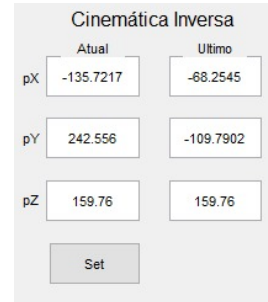 Cinemática Inversa
Atual Ultimo
pX -135.7217 -68.2545
pY 242.556 -109.7902
pZ 159.76 159.76
Set